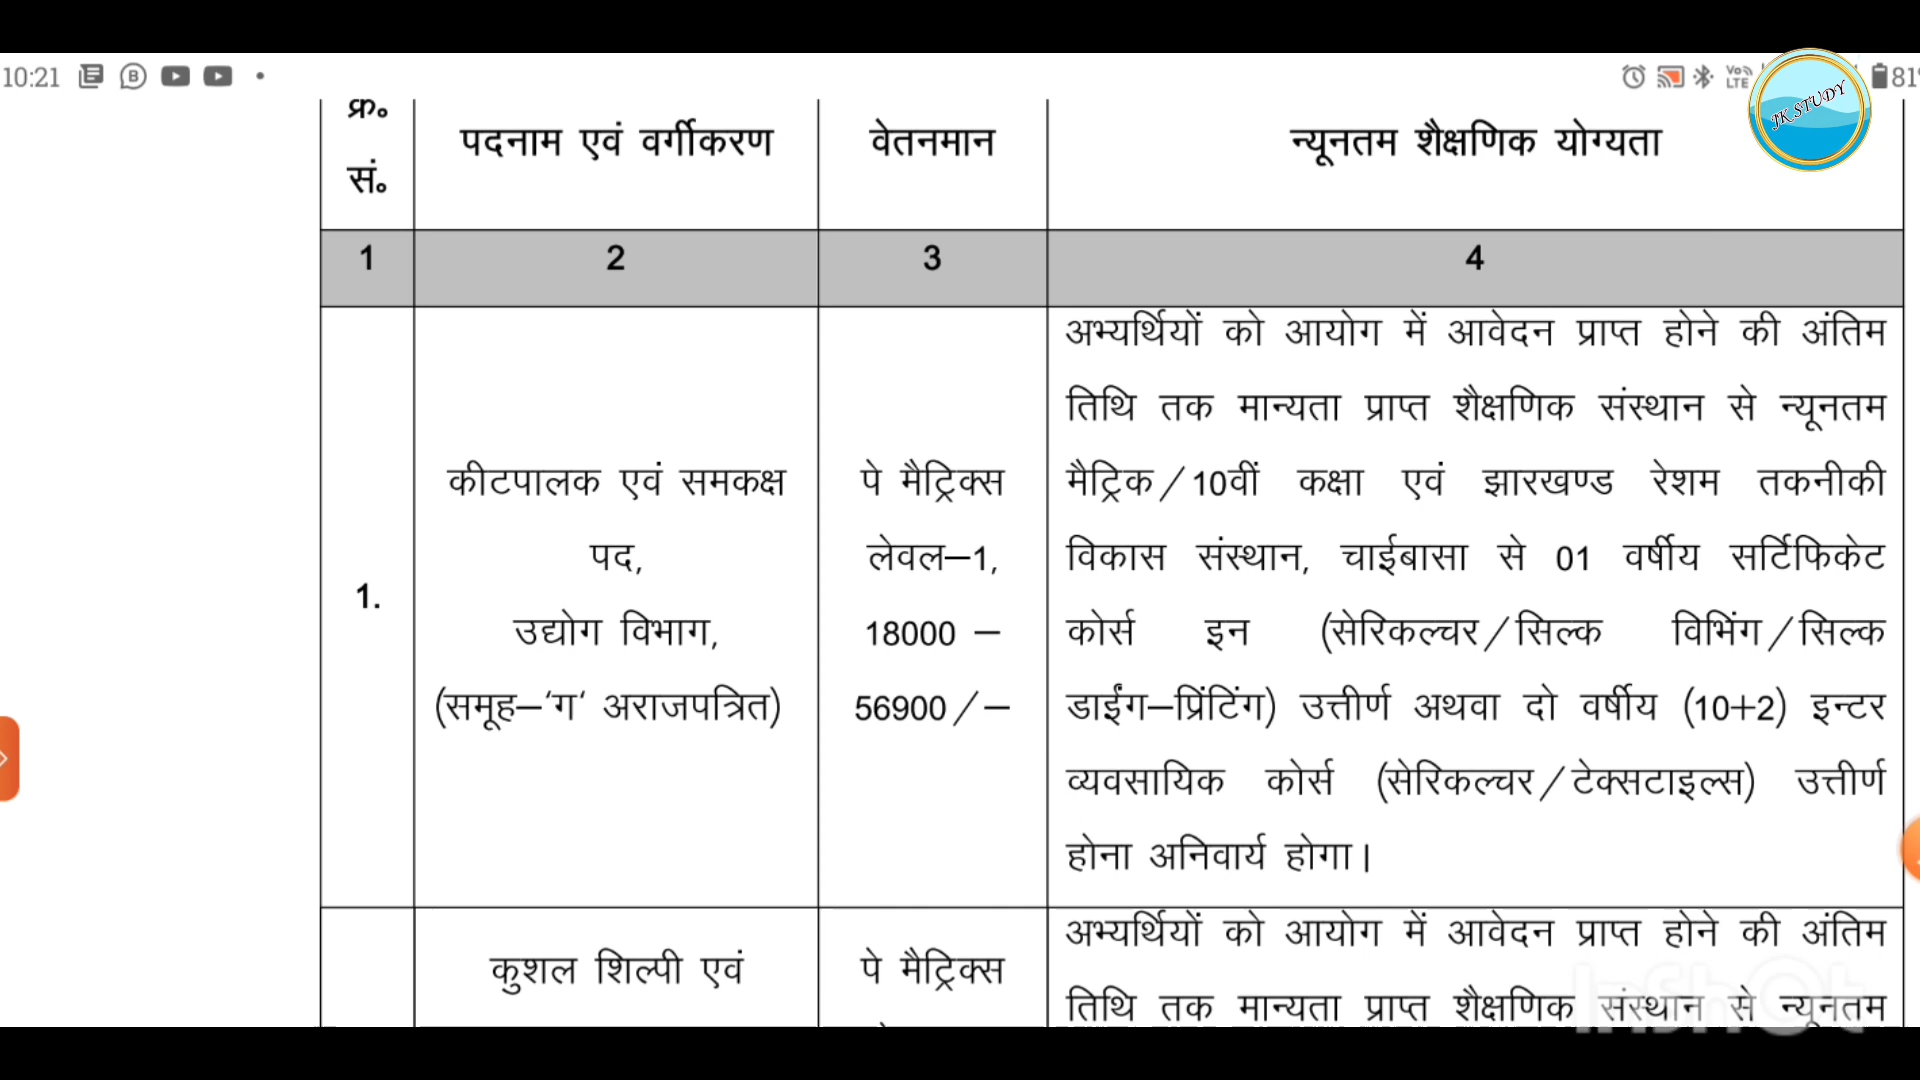 10:21
Vo)) LTE
81%
JK STUDY
क्र॰
सं॰
पदनाम एवं वर्गीकरण
वेतनमान
न्यूनतम शैक्षणिक योग्यता
1
2
3
4
1.
कीटपालक एवं समकक्ष
पद,
उद्योग विभाग,
(समूह–‘ग‘ अराजपत्रित)
पे मैट्रिक्स
लेवल–1,
18000 –
56900/–
अभ्यर्थियों को आयोग में आवेदन प्राप्त होने की अंतिम
तिथि तक मान्यता प्राप्त शैक्षणिक संस्थान से न्यूनतम
मैट्रिक/10वीं कक्षा एवं झारखण्ड रेशम तकनीकी
विकास संस्थान, चाईबासा से 01 वर्षीय सर्टिफिकेट
कोर्स इन (सेरिकल्चर/सिल्क विभिंग/सिल्क
डाईंग–प्रिंटिंग) उत्तीर्ण अथवा दो वर्षीय (10+2) इन्टर
व्यवसायिक कोर्स (सेरिकल्चर/टेक्सटाइल्स) उत्तीर्ण
होना अनिवार्य होगा।
कुशल शिल्पी एवं
पे मैट्रिक्स
अभ्यर्थियों को आयोग में आवेदन प्राप्त होने की अंतिम
तिथि तक मान्यता प्राप्त शैक्षणिक संस्थान से न्यूनतम
InShOt